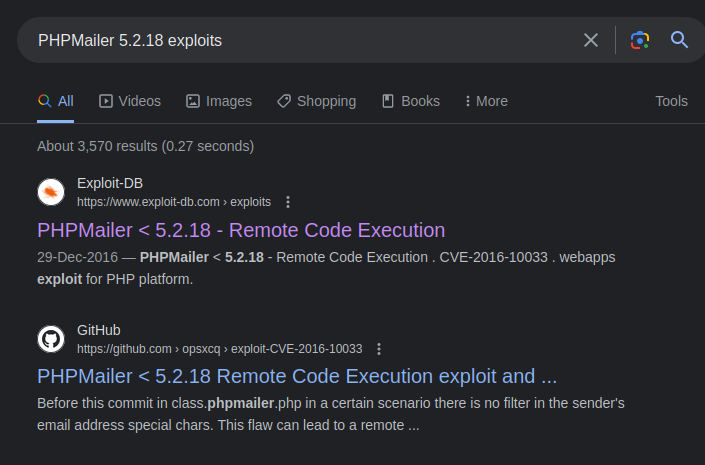 PHPMailer 5.2.18 exploits
All Videos Images Shopping Books More Tools
About 3,570 results (0.27 seconds)
Exploit-DB
https://www.exploit-db.com › exploits
PHPMailer < 5.2.18 - Remote Code Execution
29-Dec-2016 — PHPMailer < 5.2.18 - Remote Code Execution . CVE-2016-10033 . webapps
exploit for PHP platform.
GitHub
https://github.com › opsxcq › exploit-CVE-2016-10033
PHPMailer < 5.2.18 Remote Code Execution exploit and ...
Before this commit in class.phpmailer.php in a certain scenario there is no filter in the sender's
email address special chars. This flaw can lead to a remote ...